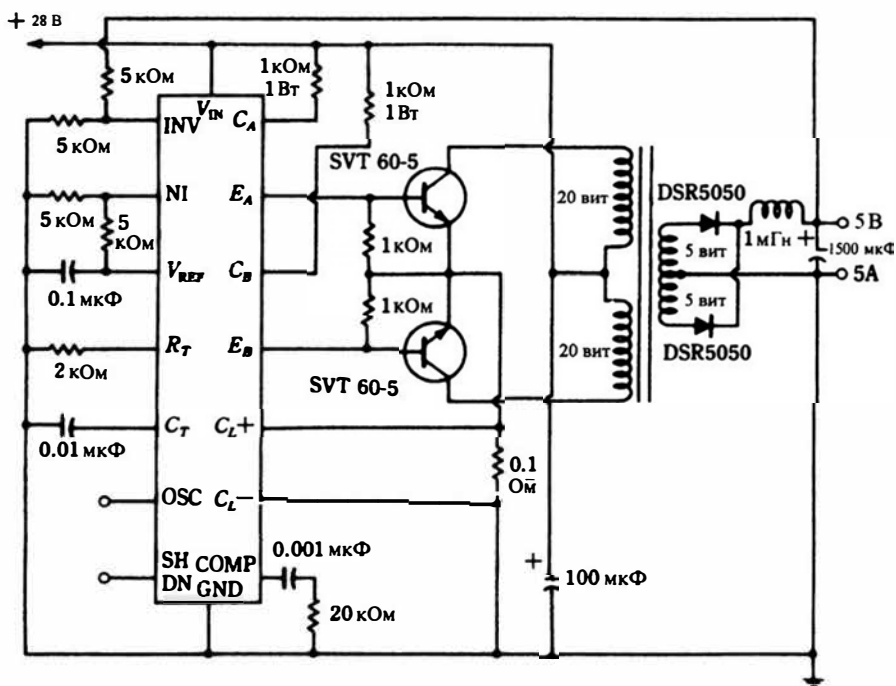 + 28 В
5 кОм
1 кОм
1 Вт
1 кОм
1 Вт
V_IN
INV
C_A
5 кОм
SVT 60-5
NI
E_A
20 вит
DSR5050
5 кОм
5
кОм
1 кОм
5 вит
1 мГн
+
5 В
1500 мкФ
V_REF
C_B
5А
0.1 мкФ
1 кОм
5 вит
R_T
E_B
20 вит
DSR5050
2 кОм
SVT 60-5
C_T
C_L+
0.01 мкФ
0.1
Ом
OSC
C_L−
SH
DN
COMP
GND
0.001 мкФ
+
100 мкФ
20 кОм